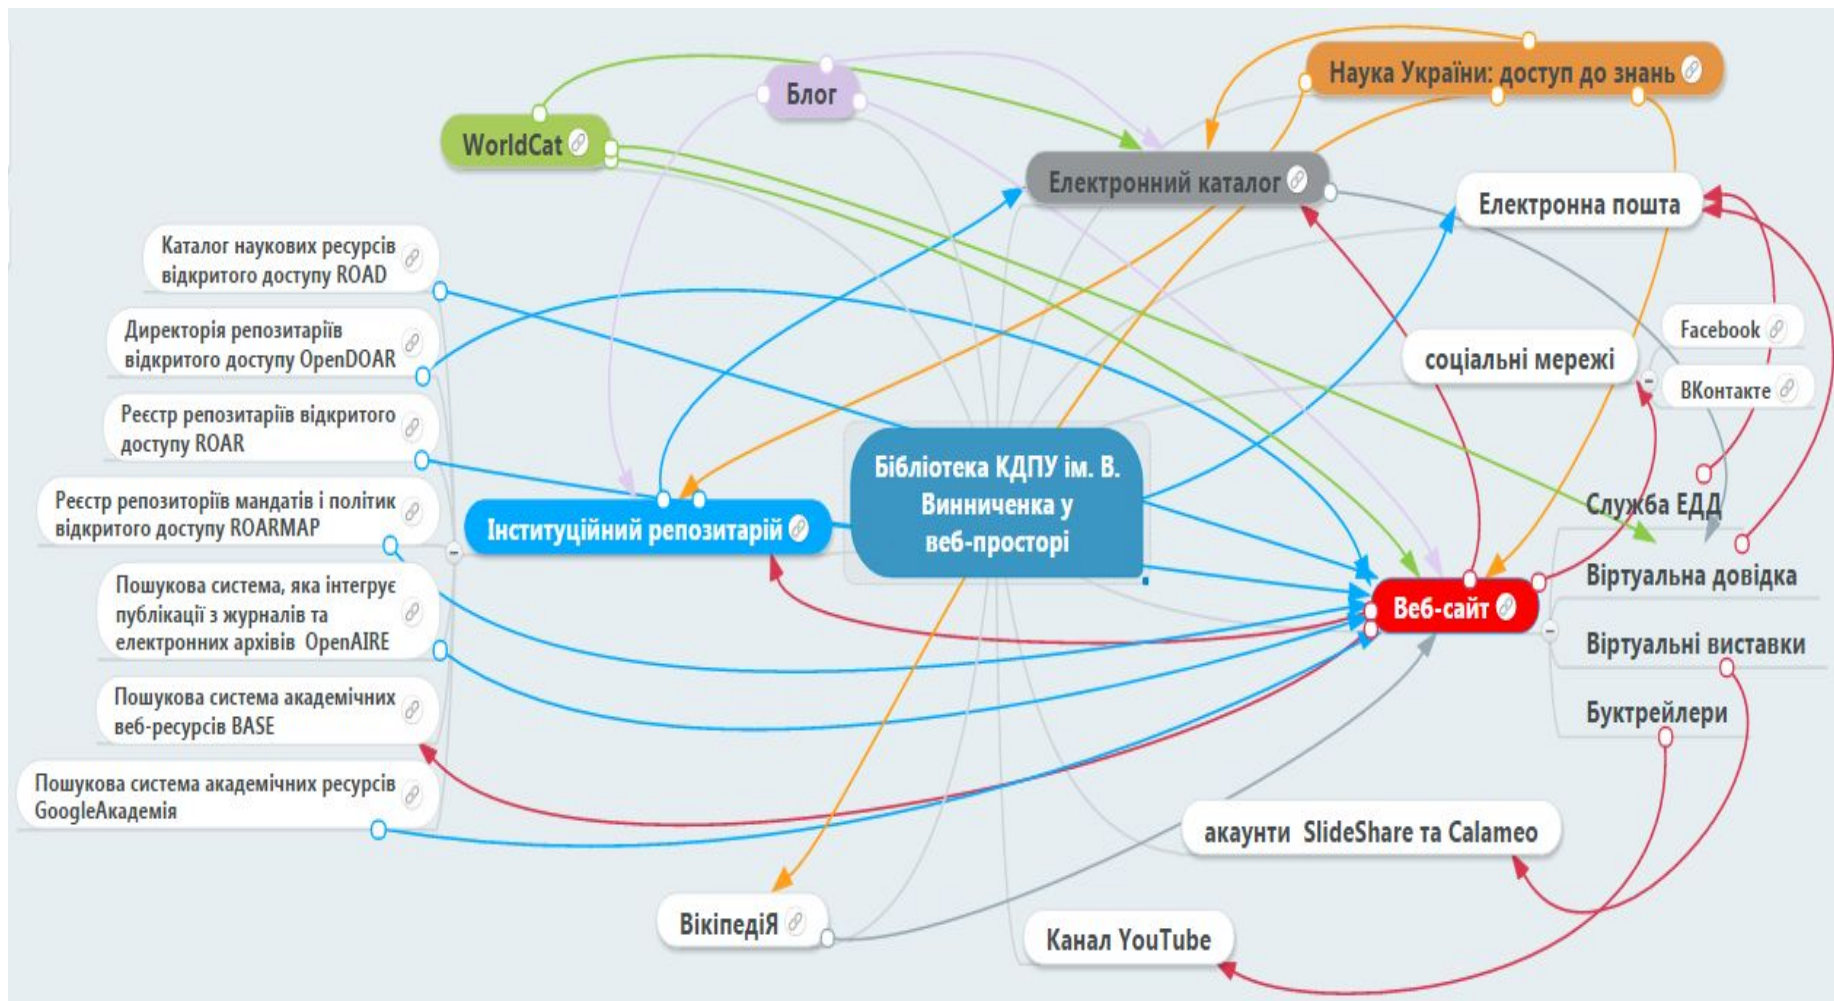 Блог
Наука України: доступ до знань
WorldCat
Електронний каталог
Електронна пошта
Каталог наукових ресурсів
відкритого доступу ROAD
Директорія репозитаріїв
відкритого доступу OpenDOAR
Реєстр репозитаріїв відкритого
доступу ROAR
Реєстр репозиторіїв мандатів і політик
відкритого доступу ROARMAP
Пошукова система, яка інтегрує
публікації з журналів та
електронних архівів OpenAIRE
Пошукова система академічних
веб-ресурсів BASE
Пошукова система академічних ресурсів
GoogleАкадемія
Інституційний репозитарій
Бібліотека КДПУ ім. В.
Винниченка у
веб-просторі
соціальні мережі
Facebook
ВКонтакте
Веб-сайт
Служба ЕДД
Віртуальна довідка
Віртуальні виставки
Буктрейлери
акаунти SlideShare та Calameo
ВікіпедіЯ
Канал YouTube